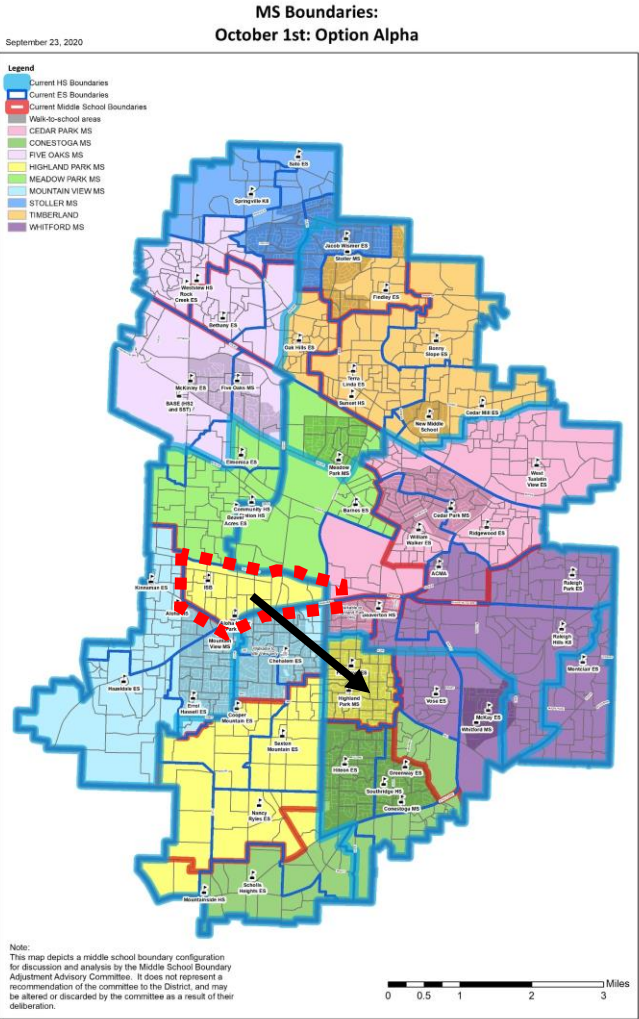 MS Boundaries:
October 1st: Option Alpha
September 23, 2020
Legend
Current HS Boundaries
Current ES Boundaries
Current Middle School Boundaries
Walk-to-school areas
CEDAR PARK MS
CONESTOGA MS
FIVE OAKS MS
HIGHLAND PARK MS
MEADOW PARK MS
MOUNTAIN VIEW MS
STOLLER MS
TIMBERLAND
WHITFORD MS
Sato ES
Springville K8
Jacob Wismer ES
Stoller MS
Westview HS
Rock
Creek ES
Findley ES
Bethany ES
Oak Hills ES
Bonny
Slope ES
Terra
Linda ES
Sunset HS
McKinley ES
Five Oaks MS
BASE (HS2
and SST)
Cedar Mill ES
New Middle
School
Elmonica ES
Meadow
Park MS
West
Tualatin
View ES
Community HS
Beaver
Acres ES
Barnes ES
Cedar Park MS
William
Walker ES
Ridgewood ES
ACMA
Kinnaman ES
ISB
Raleigh
Park ES
Beaverton HS
Mountain
View MS
Raleigh
Hills K8
Chehalem ES
Montclair ES
Hazeldale ES
Highland
Park MS
Vose ES
McKay ES
Whitford MS
Errol
Hassell ES
Cooper
Mountain ES
Sexton
Mountain ES
Hiteon ES
Greenway ES
Southridge HS
Conestoga MS
Nancy
Ryles ES
Scholls
Heights ES
Mountainside HS
Note:
This map depicts a middle school boundary configuration
for discussion and analysis by the Middle School Boundary
Adjustment Advisory Committee. It does not represent a
recommendation of the committee to the District, and may
be altered or discarded by the committee as a result of their
deliberation.
Miles
0 0.5 1 2 3